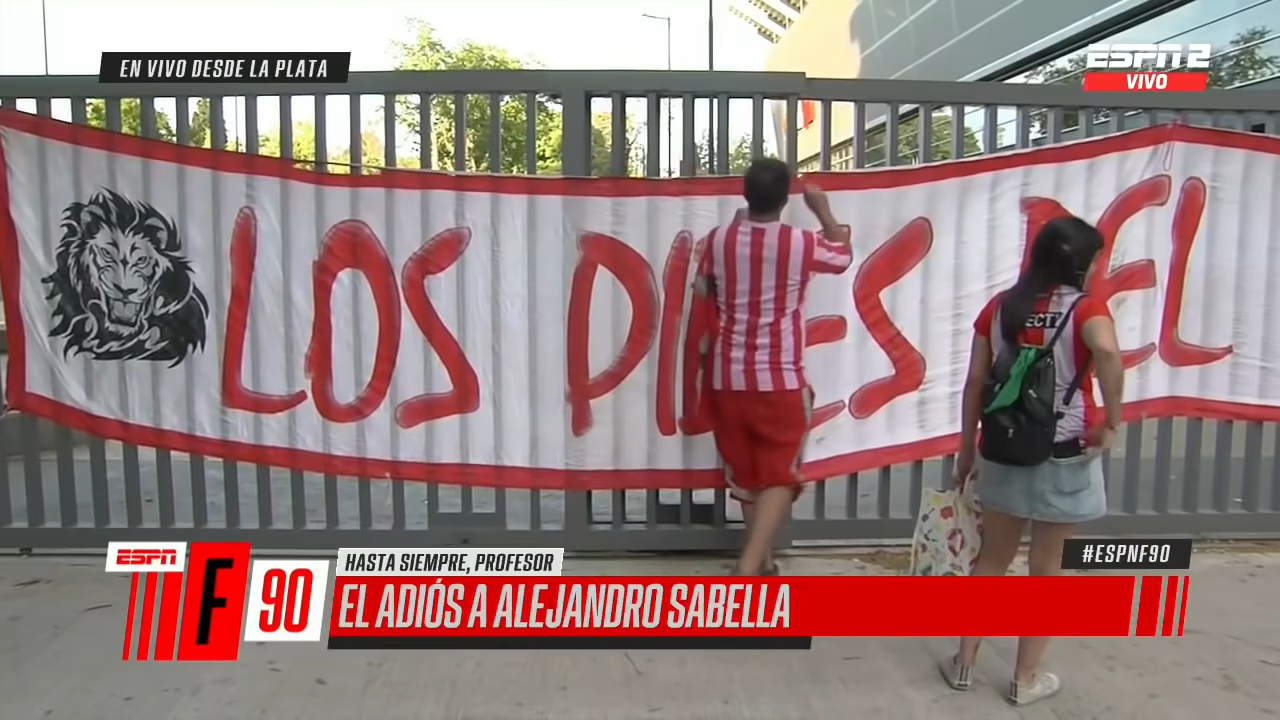 EN VIVO DESDE LA PLATA
ESPN 2
VIVO
LOS DEL
ESPN
F 90
HASTA SIEMPRE, PROFESOR
EL ADIÓS A ALEJANDRO SABELLA
#ESPNF90